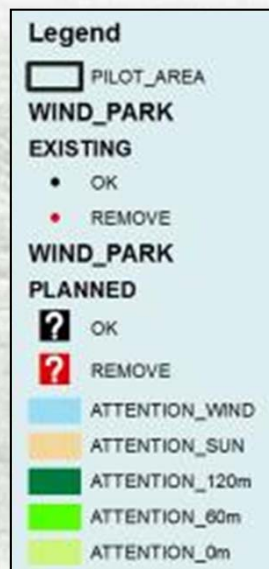 Legend
PILOT_AREA
WIND_PARK
EXISTING
OK
REMOVE
WIND_PARK
PLANNED
? OK
? REMOVE
ATTENTION_WIND
ATTENTION_SUN
ATTENTION_120m
ATTENTION_60m
ATTENTION_0m